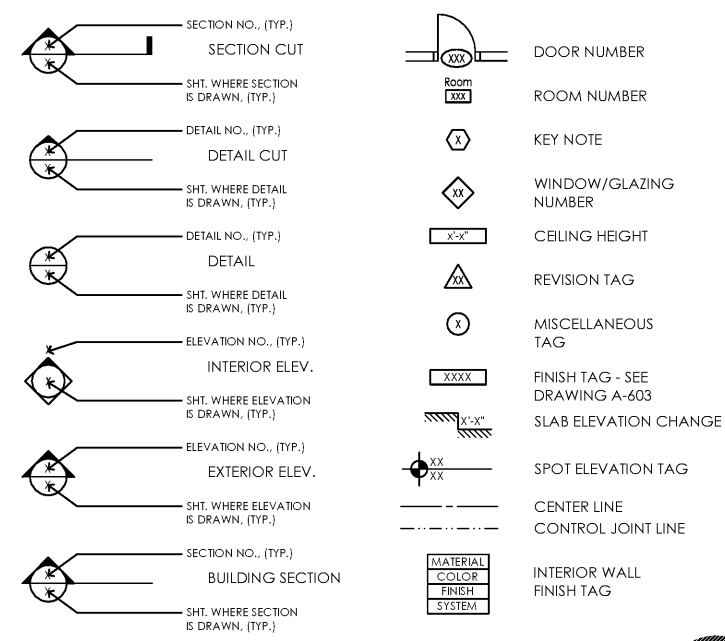 SECTION NO., (TYP.)
X
SECTION CUT
X
SHT. WHERE SECTION
IS DRAWN, (TYP.)
DETAIL NO., (TYP.)
X
DETAIL CUT
X
SHT. WHERE DETAIL
IS DRAWN, (TYP.)
DETAIL NO., (TYP.)
X
DETAIL
X
SHT. WHERE DETAIL
IS DRAWN, (TYP.)
ELEVATION NO., (TYP.)
X
INTERIOR ELEV.
X
SHT. WHERE ELEVATION
IS DRAWN, (TYP.)
ELEVATION NO., (TYP.)
X
EXTERIOR ELEV.
X
SHT. WHERE ELEVATION
IS DRAWN, (TYP.)
SECTION NO., (TYP.)
X
BUILDING SECTION
X
SHT. WHERE SECTION
IS DRAWN, (TYP.)
XXX
DOOR NUMBER
Room
XXX
ROOM NUMBER
X
KEY NOTE
XX
WINDOW/GLAZING
NUMBER
x'-x"
CEILING HEIGHT
XX
REVISION TAG
X
MISCELLANEOUS
TAG
XXXX
FINISH TAG - SEE
DRAWING A-603
X'-X"
SLAB ELEVATION CHANGE
XX
XX
SPOT ELEVATION TAG
CENTER LINE
CONTROL JOINT LINE
MATERIAL
COLOR
FINISH
SYSTEM
INTERIOR WALL
FINISH TAG